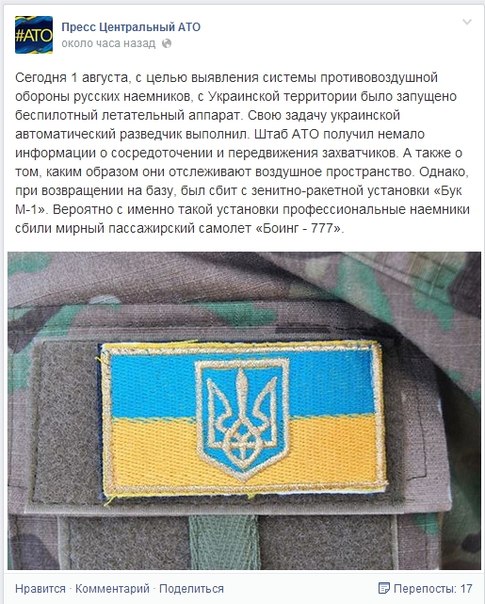 #АТО
Пресс Центральный АТО
около часа назад
Сегодня 1 августа, с целью выявления системы противовоздушной
обороны русских наемников, с Украинской территории было запущено
беспилотный летательный аппарат. Свою задачу украинской
автоматический разведчик выполнил. Штаб АТО получил немало
информации о сосредоточении и передвижения захватчиков. А также о
том, каким образом они отслеживают воздушное пространство. Однако,
при возвращении на базу, был сбит с зенитно-ракетной установки «Бук
М-1». Вероятно с именно такой установки профессиональные наемники
сбили мирный пассажирский самолет «Боинг - 777».
Нравится · Комментарий · Поделиться
Перепосты: 17